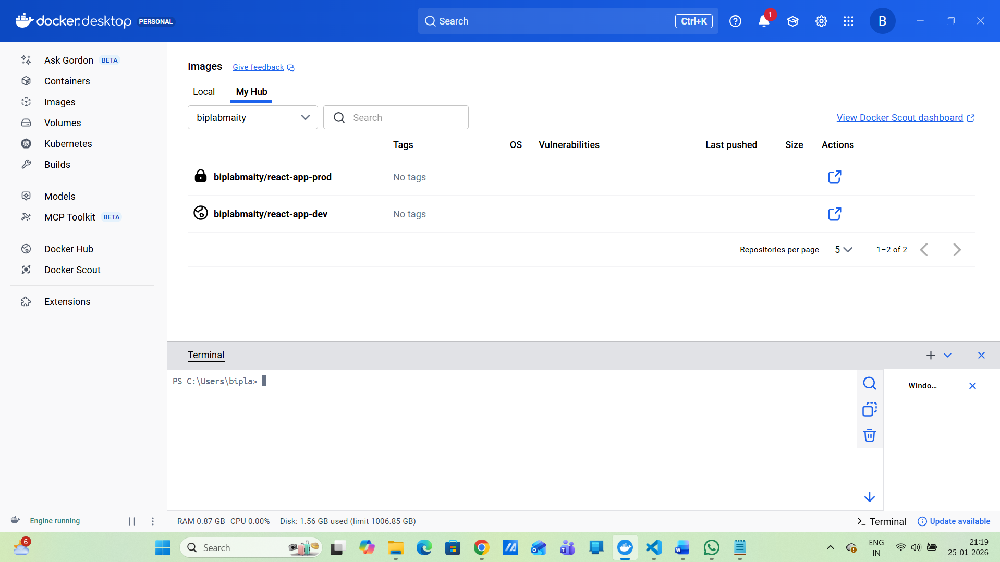 docker.desktop PERSONAL
Search
Ctrl+K
1
B
Ask Gordon BETA
Containers
Images
Volumes
Kubernetes
Builds
Models
MCP Toolkit BETA
Docker Hub
Docker Scout
Extensions
Images Give feedback
Local My Hub
biplabmaity
Search
View Docker Scout dashboard
Tags OS Vulnerabilities Last pushed Size Actions
biplabmaity/react-app-prod No tags
biplabmaity/react-app-dev No tags
Repositories per page 5 1–2 of 2
Terminal
PS C:\Users\bipla>
Windo...
Engine running
RAM 0.87 GB CPU 0.00% Disk: 1.56 GB used (limit 1006.85 GB)
>_ Terminal
Update available
6
Search
ENG
IN
21:19
25-01-2026